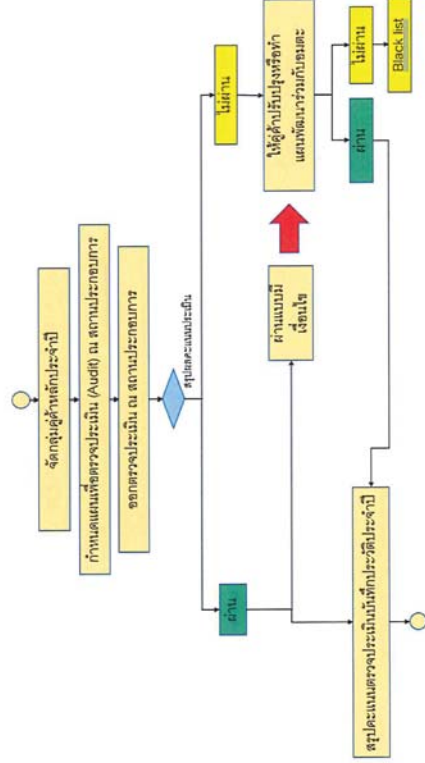 จัดกลุ่มคู่ค้าหลักประจำปี
กำหนดแผนเพื่อตรวจประเมิน (Audit) ณ สถานประกอบการ
ออกตรวจประเมิน ณ สถานประกอบการ
สรุปผลคะแนนประเมิน
ผ่าน
ไม่ผ่าน
ผ่านแบบมี
เงื่อนไข
ให้คู่ค้าปรับปรุงหรือทำ
แผนพัฒนาร่วมกับอมตะ
ผ่าน
ไม่ผ่าน
Black list
สรุปคะแนนตรวจประเมินบันทึกประวัติประจำปี